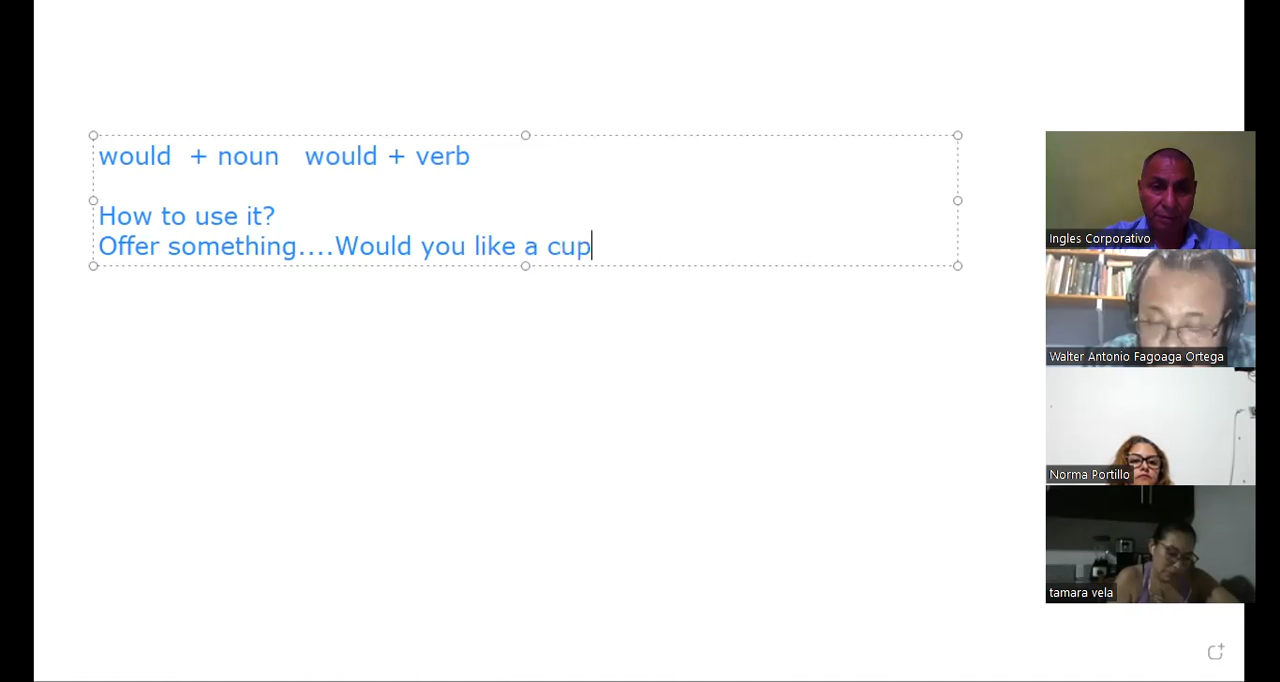 would + noun would + verb
How to use it?
Offer something....Would you like a cup
Ingles Corporativo
Walter Antonio Fagoaga Ortega
Norma Portillo
tamara vela